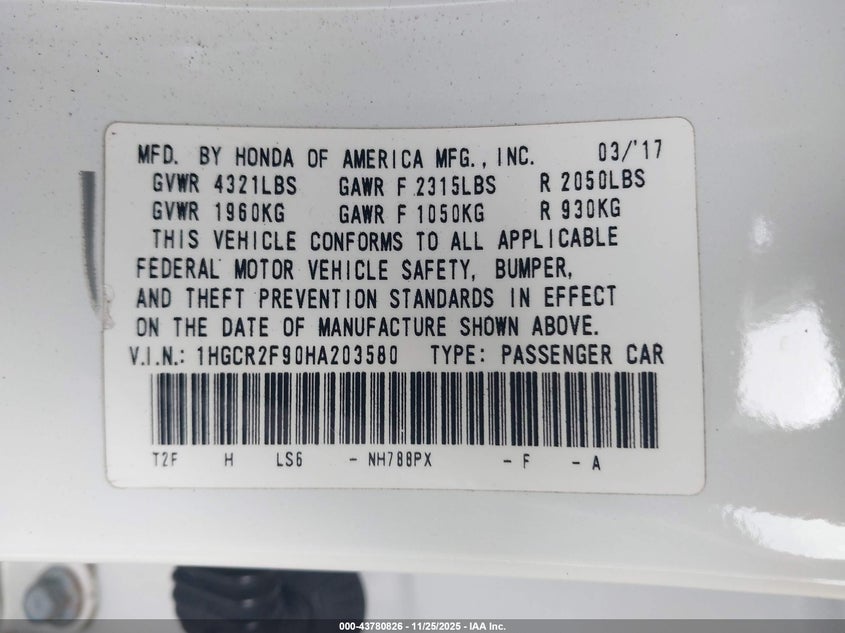 MFD. BY HONDA OF AMERICA MFG., INC. 03/'17
GVWR 4321LBS GAWR F 2315LBS R 2050LBS
GVWR 1960KG GAWR F 1050KG R 930KG
THIS VEHICLE CONFORMS TO ALL APPLICABLE
FEDERAL MOTOR VEHICLE SAFETY, BUMPER,
AND THEFT PREVENTION STANDARDS IN EFFECT
ON THE DATE OF MANUFACTURE SHOWN ABOVE.
V.I.N.: 1HGCR2F90HA203580 TYPE: PASSENGER CAR
T2F H LS6 - NH788PX - F - A
000-43780826 - 11/25/2025 - IAA Inc.